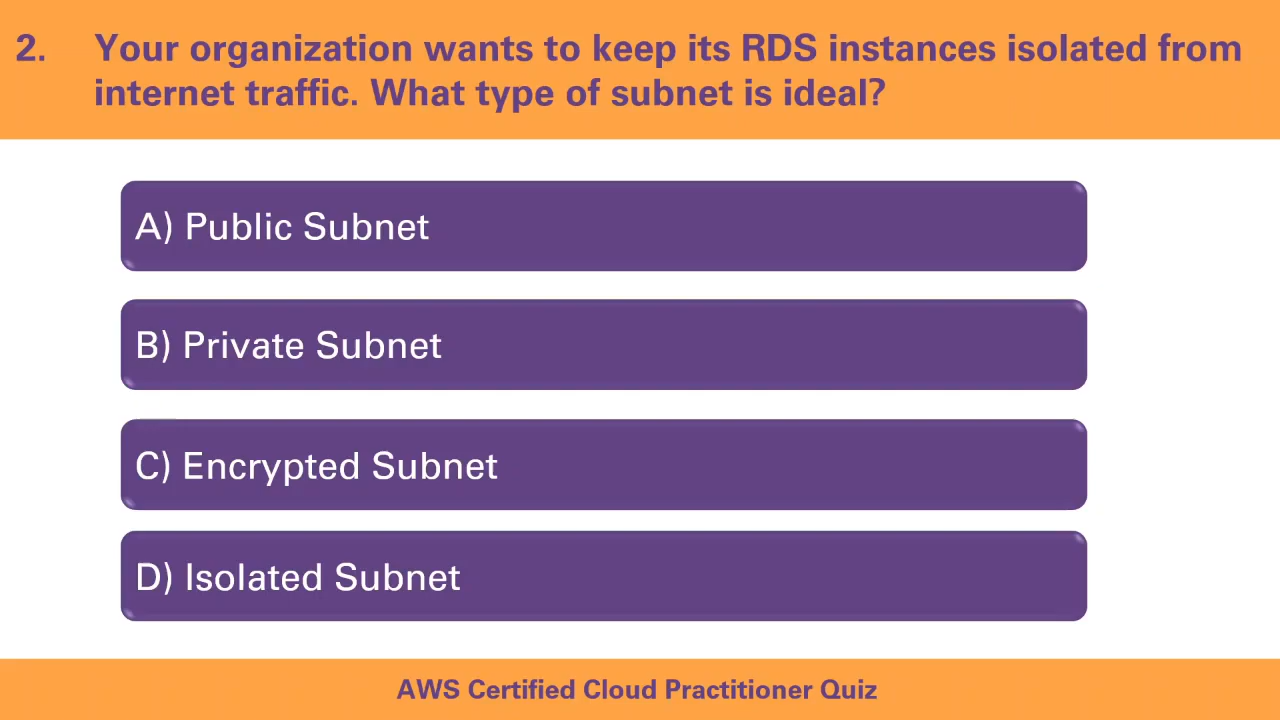 2. Your organization wants to keep its RDS instances isolated from
internet traffic. What type of subnet is ideal?
A) Public Subnet
B) Private Subnet
C) Encrypted Subnet
D) Isolated Subnet
AWS Certified Cloud Practitioner Quiz